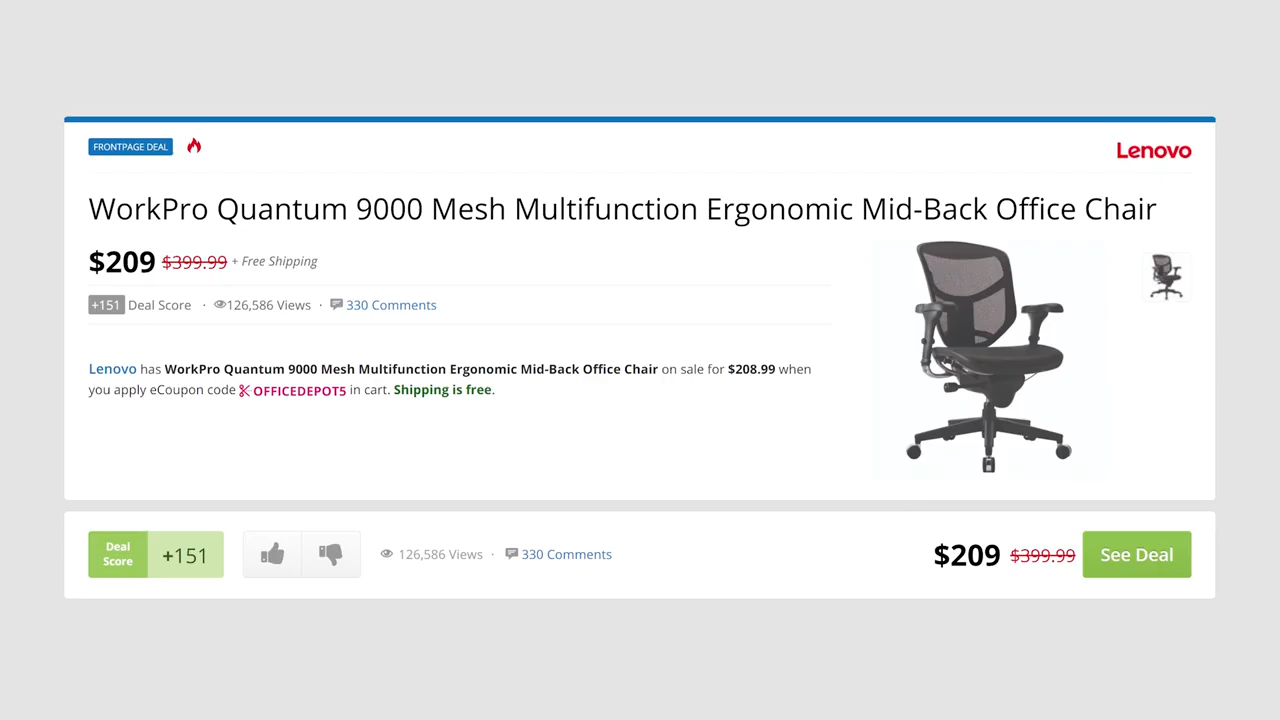 FRONTPAGE DEAL
Lenovo
WorkPro Quantum 9000 Mesh Multifunction Ergonomic Mid-Back Office Chair
$209 $399.99 + Free Shipping
+151 Deal Score · 126,586 Views · 330 Comments
Lenovo has WorkPro Quantum 9000 Mesh Multifunction Ergonomic Mid-Back Office Chair on sale for $208.99 when
you apply eCoupon code OFFICEDEPOT5 in cart. Shipping is free.
Deal
Score
+151
126,586 Views · 330 Comments
$209 $399.99
See Deal